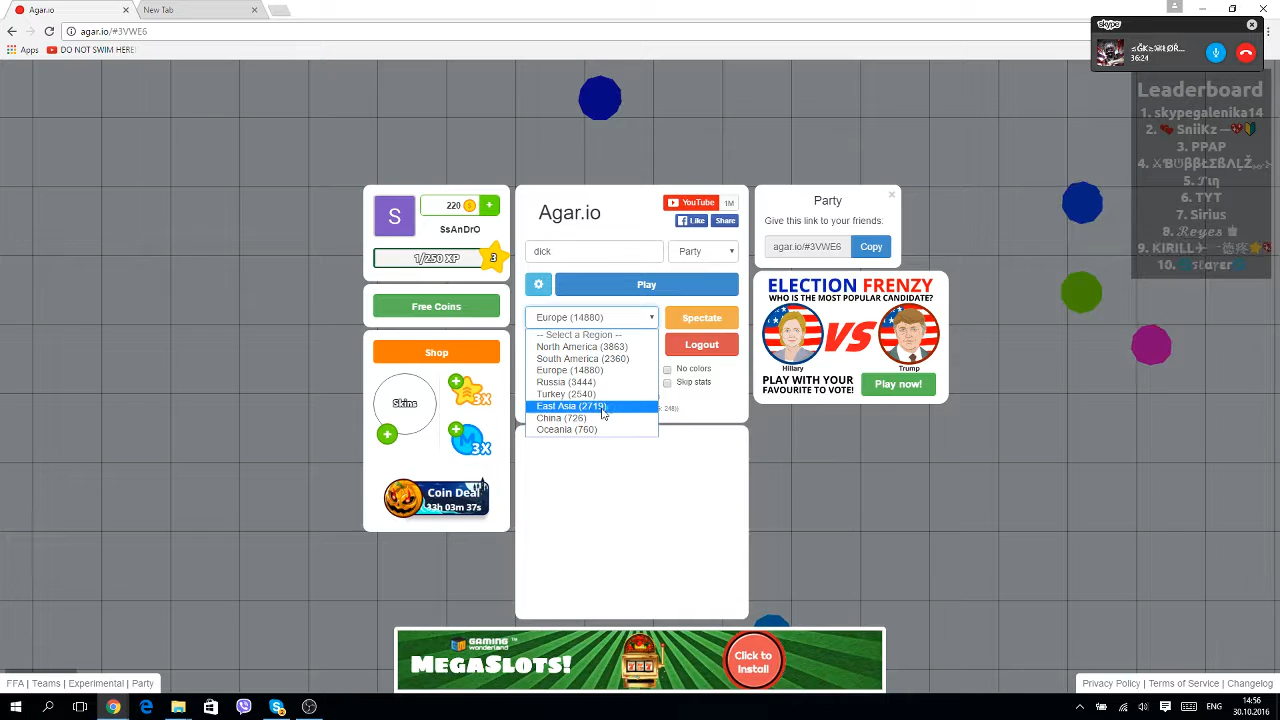 Agar.io
New Tab
agar.io/#3VWE6
Apps
DO NOT SWIM HERE!
skype
36:24
Leaderboard
1. skypegalenika14
2. SniiKz
3. PPAP
5. Tiη
6. TYT
7. Sirius
8. Reyes
9. KIRILL
10.
S
220
+
SsAnDrO
1/250 XP
3
Free Coins
Shop
Skins
3X
3X
Coin Deal
Agar.io
YouTube
1M
Like
Share
dick
Party
Play
Europe (14880)
Spectate
-- Select a Region --
North America (3863)
South America (2360)
Europe (14880)
Russia (3444)
Turkey (2540)
East Asia (2719)
China (726)
Oceania (760)
Logout
No colors
Skip stats
Party
×
Give this link to your friends:
agar.io/#3VWE6
Copy
ELECTION FRENZY
WHO IS THE MOST POPULAR CANDIDATE?
VS
Hillary
Trump
PLAY WITH YOUR
FAVOURITE TO VOTE!
Play now!
GAMING
wonderland
MEGASLOTS!
777
Click to
Install
FFA | Teams | Experimental | Party
Privacy Policy | Terms of Service | Changelog
ENG
14:56
30.10.2016